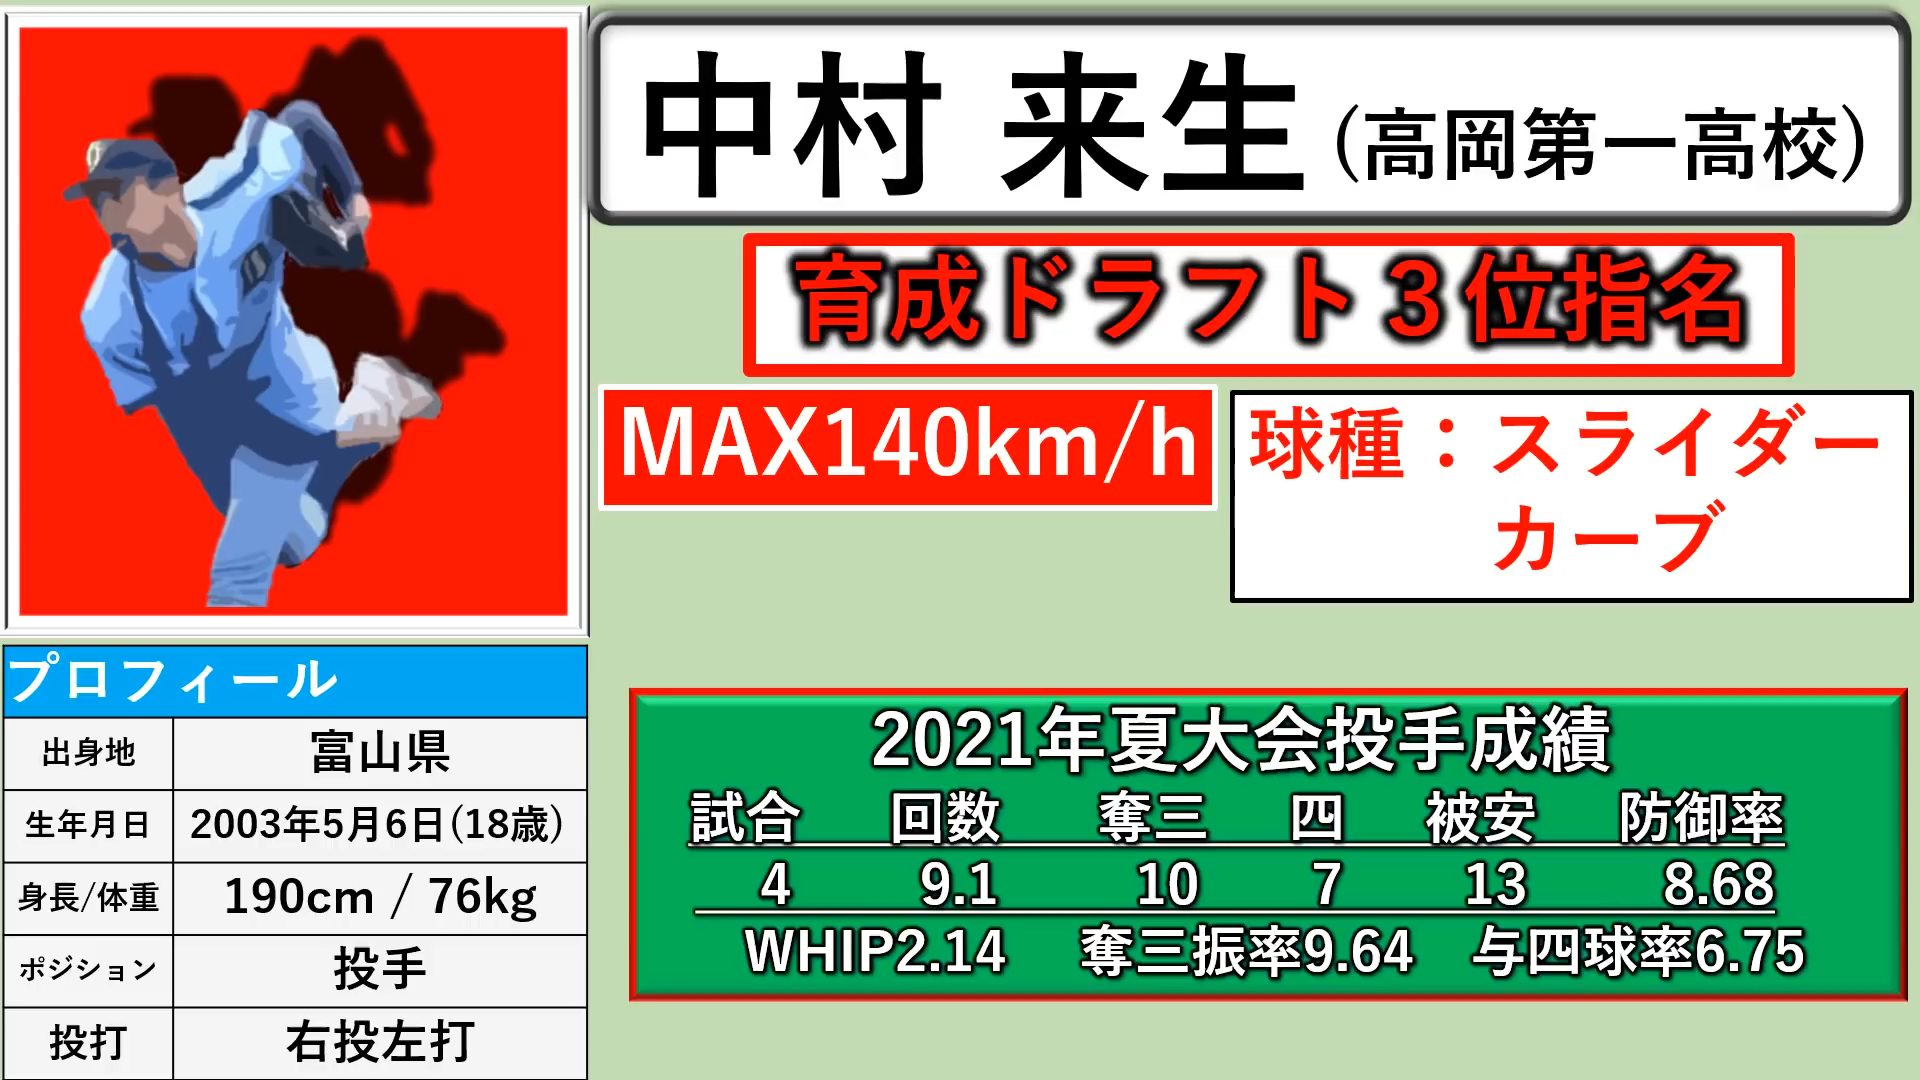 中村 来生(高岡第一高校)
育成ドラフト3位指名
MAX140km/h
球種：スライダー
カーブ
プロフィール
出身地 富山県
生年月日 2003年5月6日(18歳)
身長/体重 190cm / 76kg
ポジション 投手
投打 右投左打
2021年夏大会投手成績
試合 回数 奪三 四 被安 防御率
4 9.1 10 7 13 8.68
WHIP2.14 奪三振率9.64 与四球率6.75